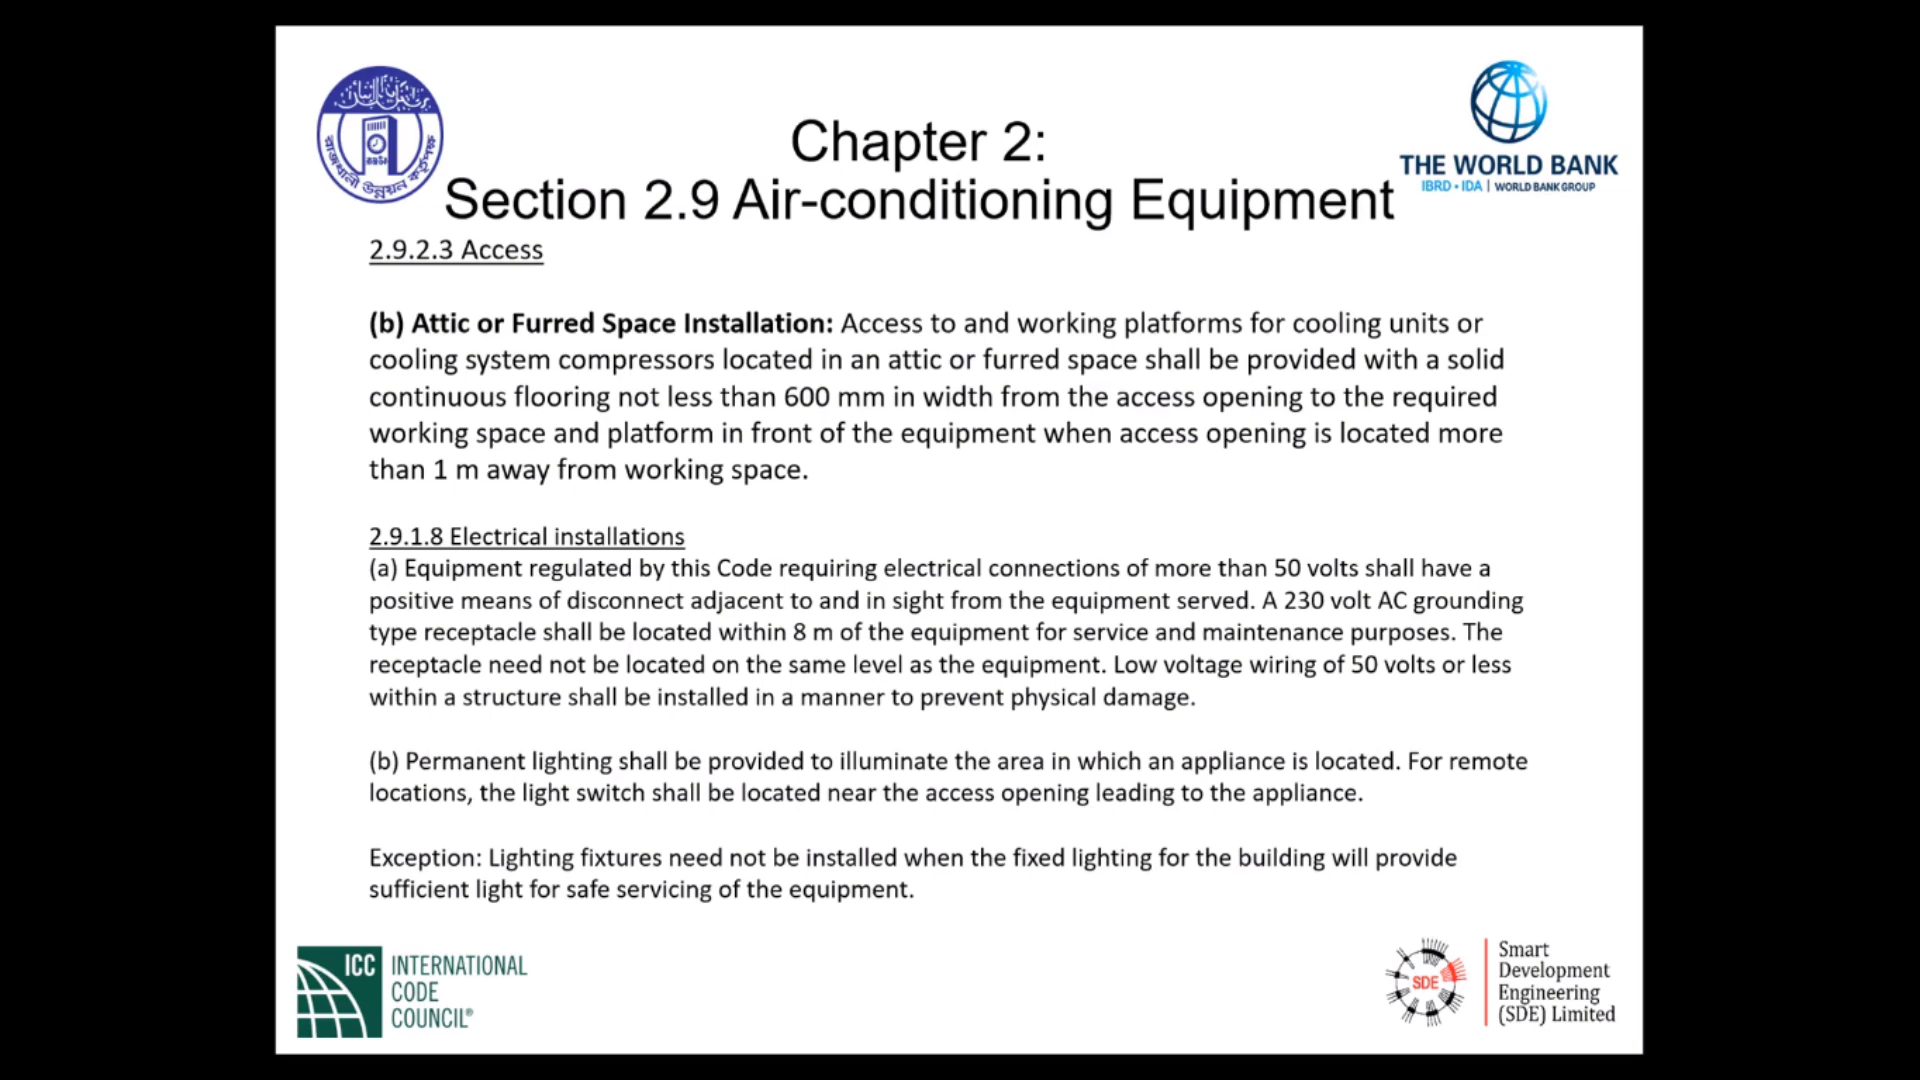 Chapter 2:
Section 2.9 Air-conditioning Equipment
THE WORLD BANK
IBRD • IDA | WORLD BANK GROUP
রাজধানী উন্নয়ন কর্তৃপক্ষ
রাজউক
2.9.2.3 Access
(b) Attic or Furred Space Installation: Access to and working platforms for cooling units or
cooling system compressors located in an attic or furred space shall be provided with a solid
continuous flooring not less than 600 mm in width from the access opening to the required
working space and platform in front of the equipment when access opening is located more
than 1 m away from working space.
2.9.1.8 Electrical installations
(a) Equipment regulated by this Code requiring electrical connections of more than 50 volts shall have a
positive means of disconnect adjacent to and in sight from the equipment served. A 230 volt AC grounding
type receptacle shall be located within 8 m of the equipment for service and maintenance purposes. The
receptacle need not be located on the same level as the equipment. Low voltage wiring of 50 volts or less
within a structure shall be installed in a manner to prevent physical damage.
(b) Permanent lighting shall be provided to illuminate the area in which an appliance is located. For remote
locations, the light switch shall be located near the access opening leading to the appliance.
Exception: Lighting fixtures need not be installed when the fixed lighting for the building will provide
sufficient light for safe servicing of the equipment.
ICC INTERNATIONAL
CODE
COUNCIL®
SDE
Smart
Development
Engineering
(SDE) Limited